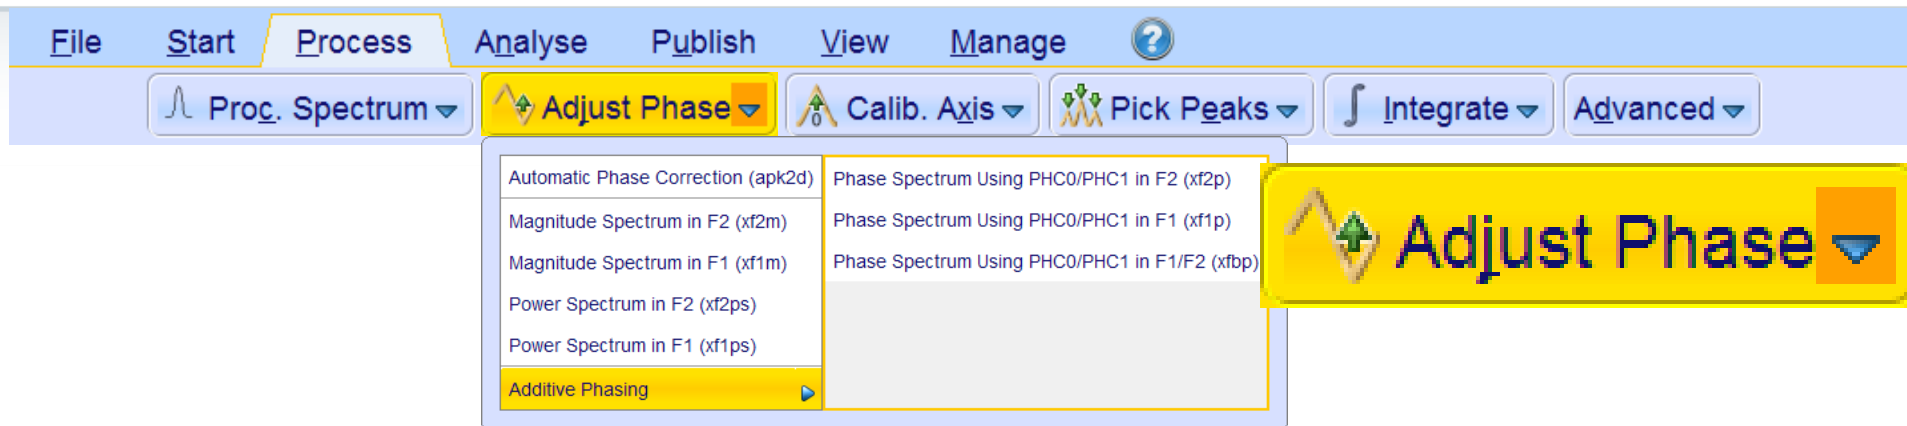 File Start Process Analyse Publish View Manage ?
Proc. Spectrum Adjust Phase Calib. Axis Pick Peaks Integrate Advanced
0
Automatic Phase Correction (apk2d)
Magnitude Spectrum in F2 (xf2m)
Magnitude Spectrum in F1 (xf1m)
Power Spectrum in F2 (xf2ps)
Power Spectrum in F1 (xf1ps)
Additive Phasing
Phase Spectrum Using PHC0/PHC1 in F2 (xf2p)
Phase Spectrum Using PHC0/PHC1 in F1 (xf1p)
Phase Spectrum Using PHC0/PHC1 in F1/F2 (xfbp)
Adjust Phase